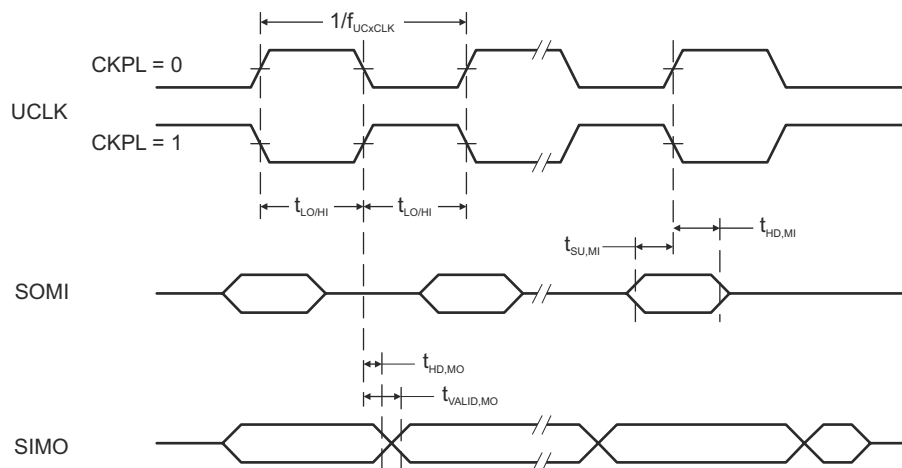 1/fUCxCLK
CKPL = 0
UCLK
CKPL = 1
tLO/HI tLO/HI
tHD,MI
tSU,MI
SOMI
tHD,MO
tVALID,MO
SIMO